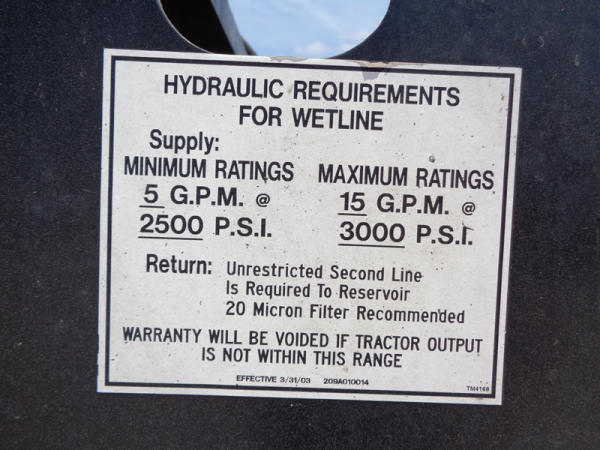 HYDRAULIC REQUIREMENTS
FOR WETLINE
Supply:
MINIMUM RATINGS
5 G.P.M. @
2500 P.S.I.
MAXIMUM RATINGS
15 G.P.M. @
3000 P.S.I.
Return: Unrestricted Second Line
Is Required To Reservoir
20 Micron Filter Recommended
WARRANTY WILL BE VOIDED IF TRACTOR OUTPUT
IS NOT WITHIN THIS RANGE
EFFECTIVE 3/31/03 209A010014
TM4168